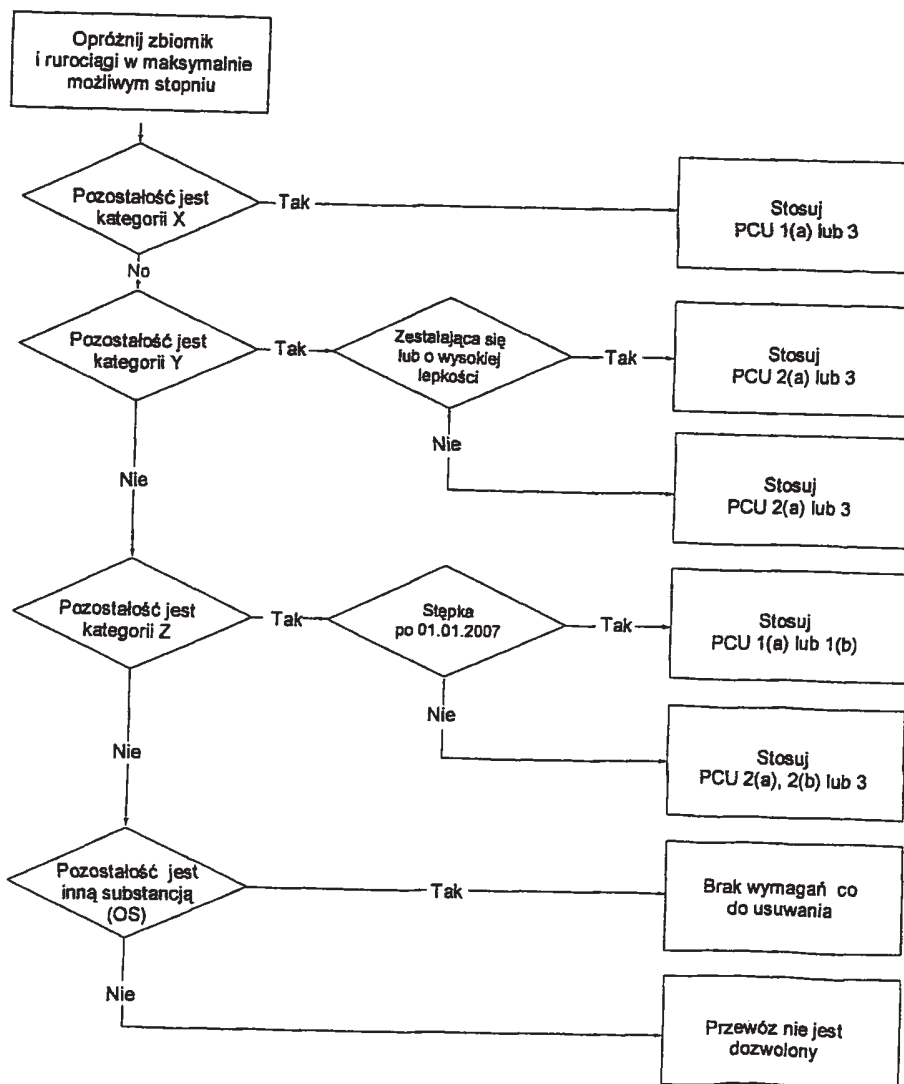 Opróżnij zbiornik
i rurociągi w maksymalnie
możliwym stopniu
Pozostałość jest
kategorii X
Tak
Stosuj
PCU 1(a) lub 3
No
Pozostałość jest
kategorii Y
Tak
Zestalająca się
lub o wysokiej
lepkości
Tak
Stosuj
PCU 2(a) lub 3
Nie
Stosuj
PCU 2(a) lub 3
Nie
Pozostałość jest
kategorii Z
Tak
Stępka
po 01.01.2007
Tak
Stosuj
PCU 1(a) lub 1(b)
Nie
Stosuj
PCU 2(a), 2(b) lub 3
Nie
Pozostałość jest
inną substancją
(OS)
Tak
Brak wymagań co
do usuwania
Nie
Przewóz nie jest
dozwolony